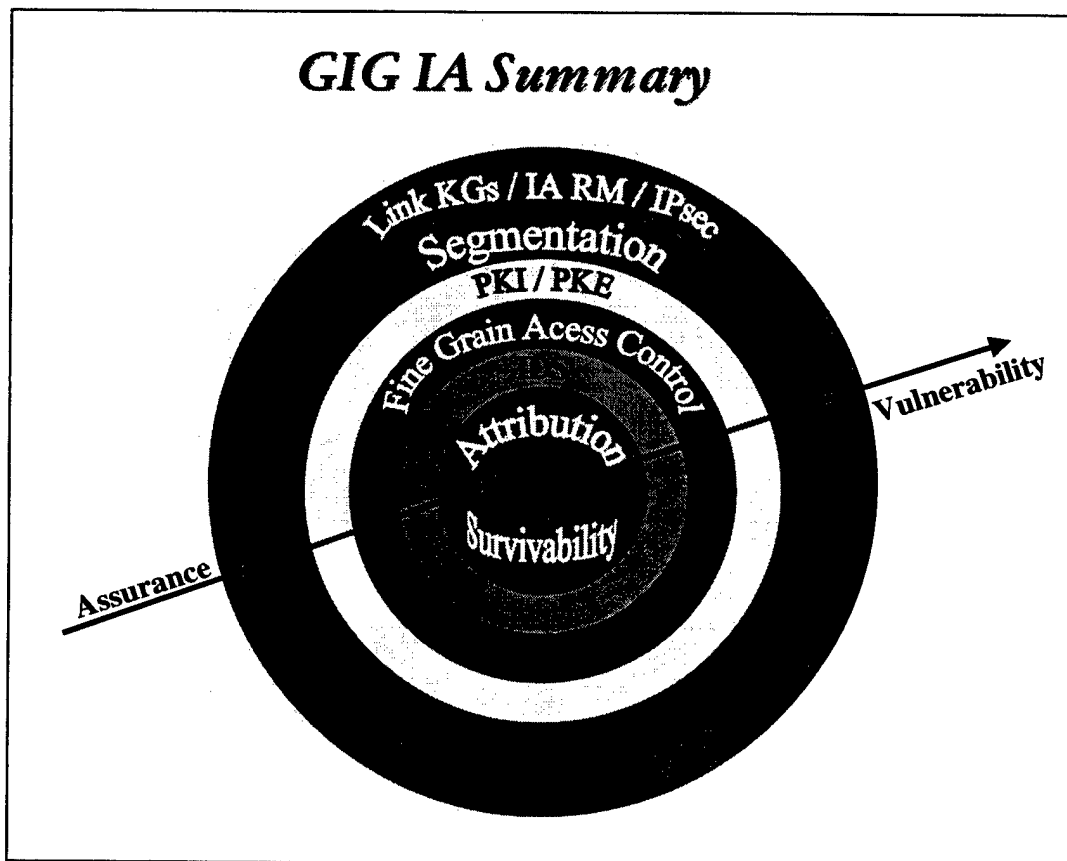 GIG IA Summary
Link KGs / IA RM / IPsec
Segmentation
PKI / PKE
Fine Grain Acess Control
Attribution
Survivability
Vulnerability
Assurance